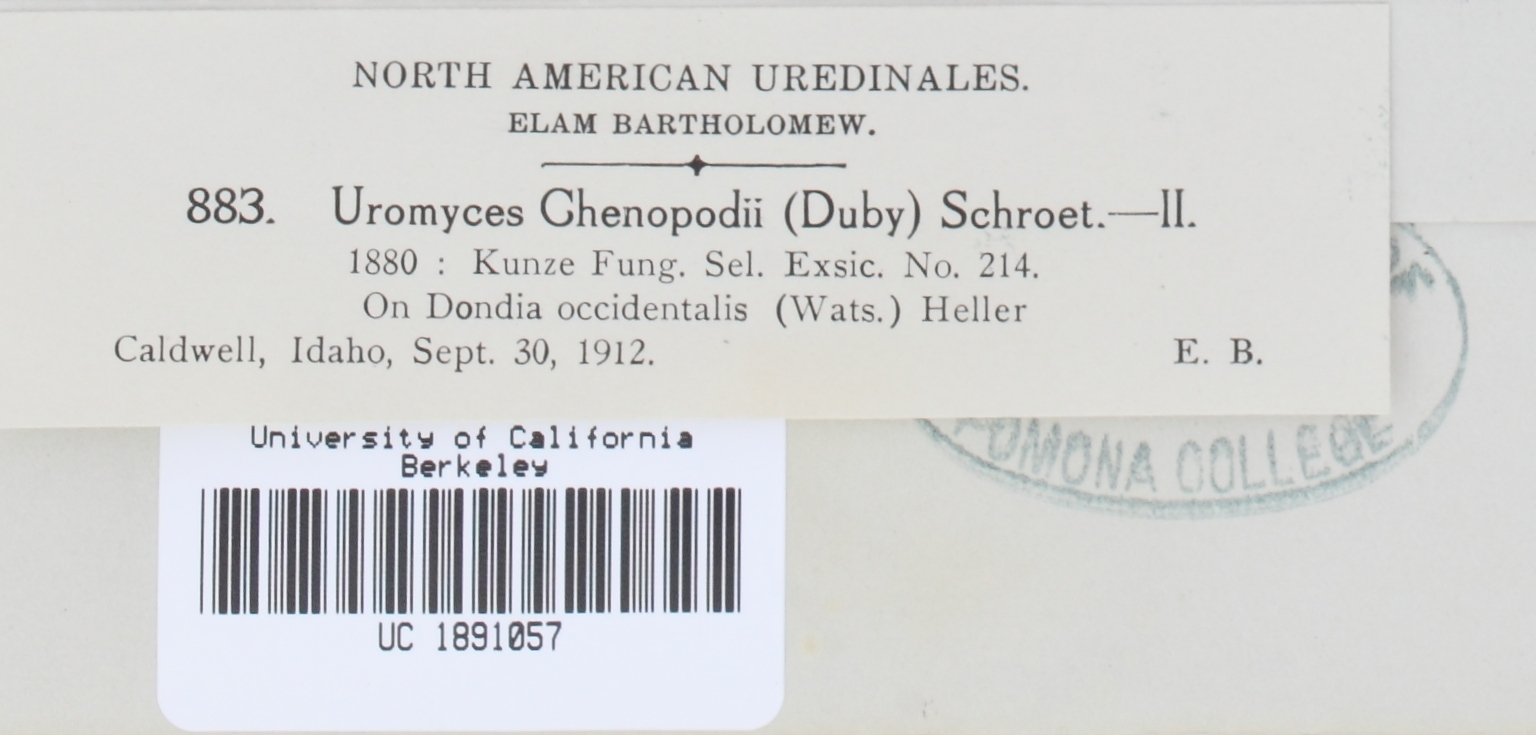 NORTH AMERICAN UREDINALES.
ELAM BARTHOLOMEW.
883. Uromyces Chenopodii (Duby) Schroet.—II.
1880 : Kunze Fung. Sel. Exsic. No. 214.
On Dondia occidentalis (Wats.) Heller
Caldwell, Idaho, Sept. 30, 1912. E. B.
University of California
Berkeley
UC 1891057
POMONA COLLEGE